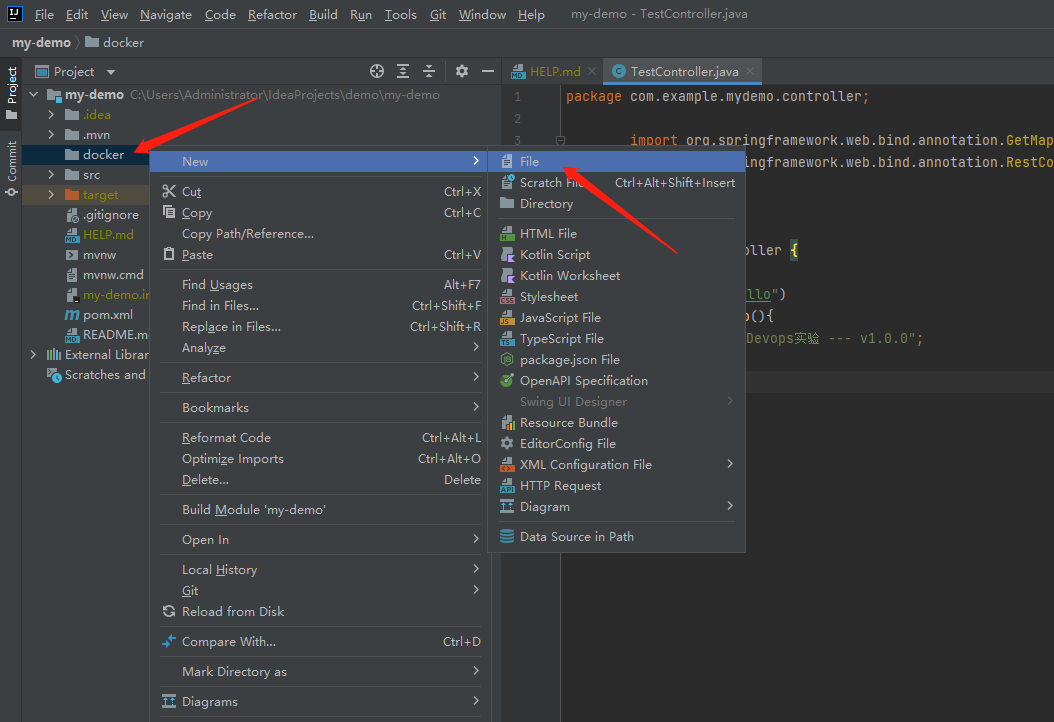 File Edit View Navigate Code Refactor Build Run Tools Git Window Help my-demo - TestController.java
my-demo docker
Project
Commit
Project
my-demo C:\Users\Administrator\IdeaProjects\demo\my-demo
.idea
.mvn
docker
src
target
.gitignore
HELP.md
mvnw
mvnw.cmd
my-demo.in
pom.xml
README.m
External Librar
Scratches and
New
Cut Ctrl+X
Copy Ctrl+C
Copy Path/Reference...
Paste Ctrl+V
Find Usages Alt+F7
Find in Files... Ctrl+Shift+F
Replace in Files... Ctrl+Shift+R
Analyze
Refactor
Bookmarks
Reformat Code Ctrl+Alt+L
Optimize Imports Ctrl+Alt+O
Delete... Delete
Build Module 'my-demo'
Open In
Local History
Git
Reload from Disk
Compare With... Ctrl+D
Mark Directory as
Diagrams
File
Scratch File Ctrl+Alt+Shift+Insert
Directory
HTML File
Kotlin Script
Kotlin Worksheet
Stylesheet
JavaScript File
TypeScript File
package.json File
OpenAPI Specification
Swing UI Designer
Resource Bundle
EditorConfig File
XML Configuration File
HTTP Request
Diagram
Data Source in Path
HELP.md TestController.java
1 package com.example.mydemo.controller;
2
3 import org.springframework.web.bind.annotation.GetMap
ringframework.web.bind.annotation.RestCo
oller {
llo")
o(){
Devops实验 --- v1.0.0";